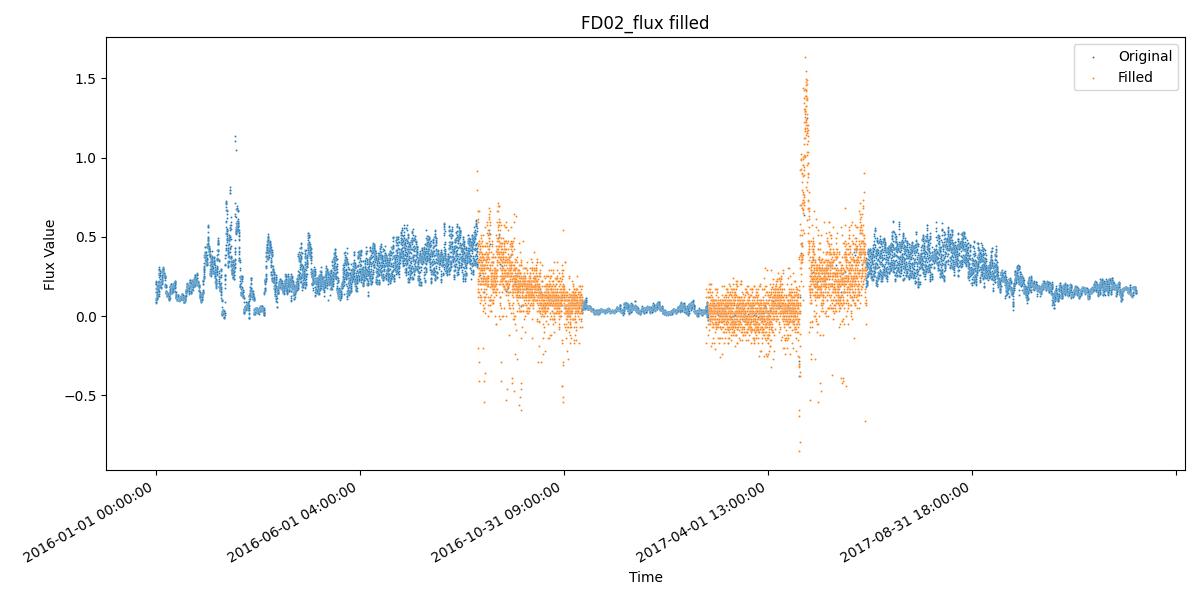 FD02_flux filled
Original
Filled
Flux Value
1.5
1.0
0.5
0.0
−0.5
2016-01-01 00:00:00
2016-06-01 04:00:00
2016-10-31 09:00:00
2017-04-01 13:00:00
2017-08-31 18:00:00
Time